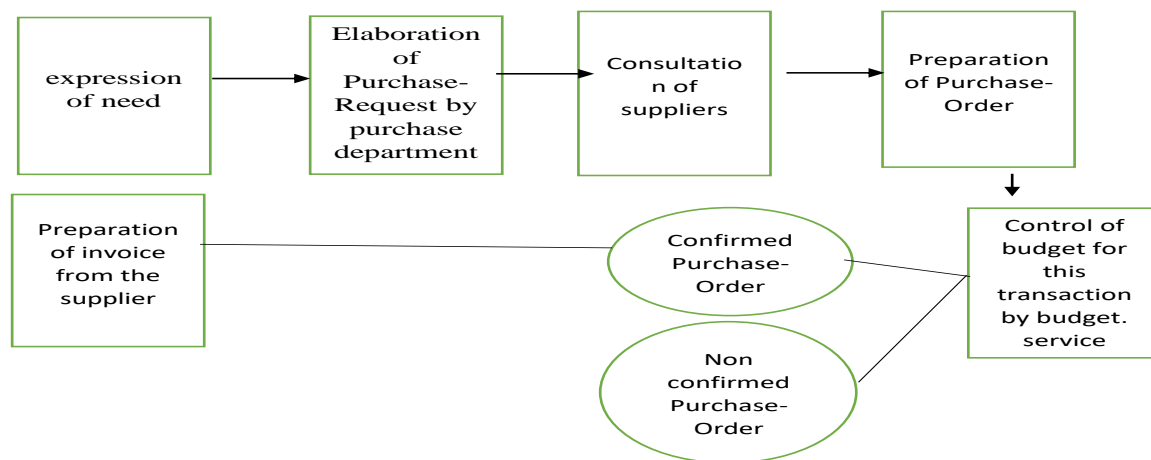 expression
of need
Elaboration
of
Purchase-
Request by
purchase
department
Consultatio
n of
suppliers
Preparation
of Purchase-
Order
Preparation
of invoice
from the
supplier
Confirmed
Purchase-
Order
Control of
budget for
this
transaction
by budget.
service
Non
confirmed
Purchase-
Order